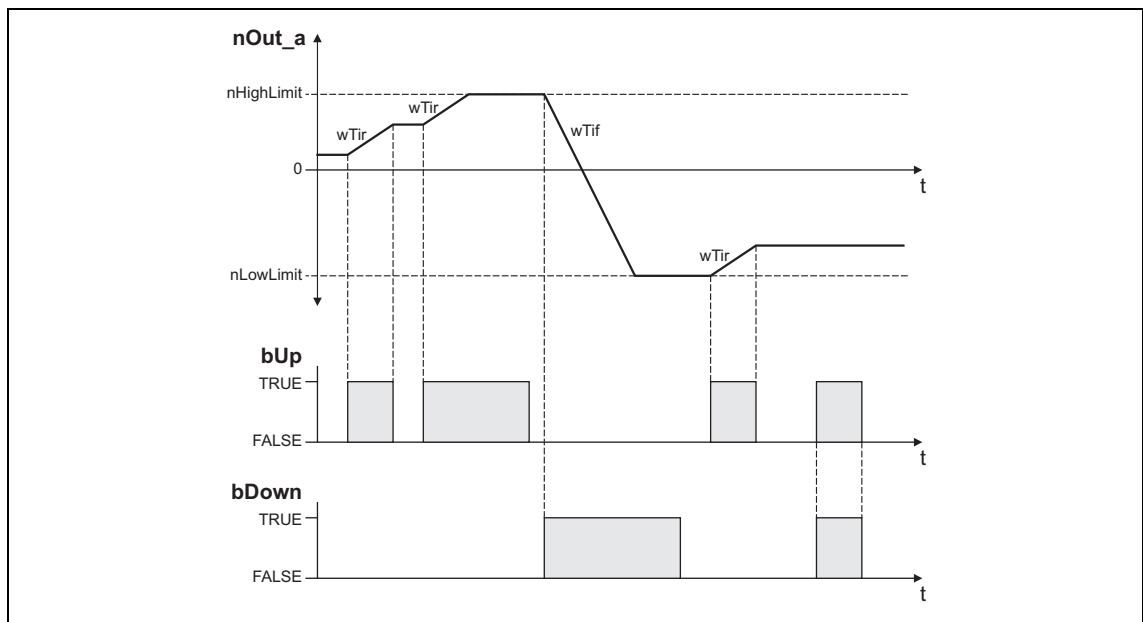 nOut_a
nHighLimit
wTir
wTir
wTif
0
t
wTir
nLowLimit
bUp
TRUE
FALSE
t
bDown
TRUE
FALSE
t